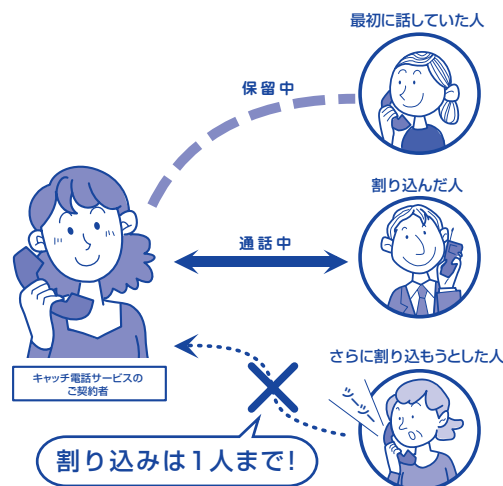 最初に話していた人
保留中
割り込んだ人
通話中
さらに割り込もうとした人
ツーツー
キャッチ電話サービスの
ご契約者
割り込みは1人まで!